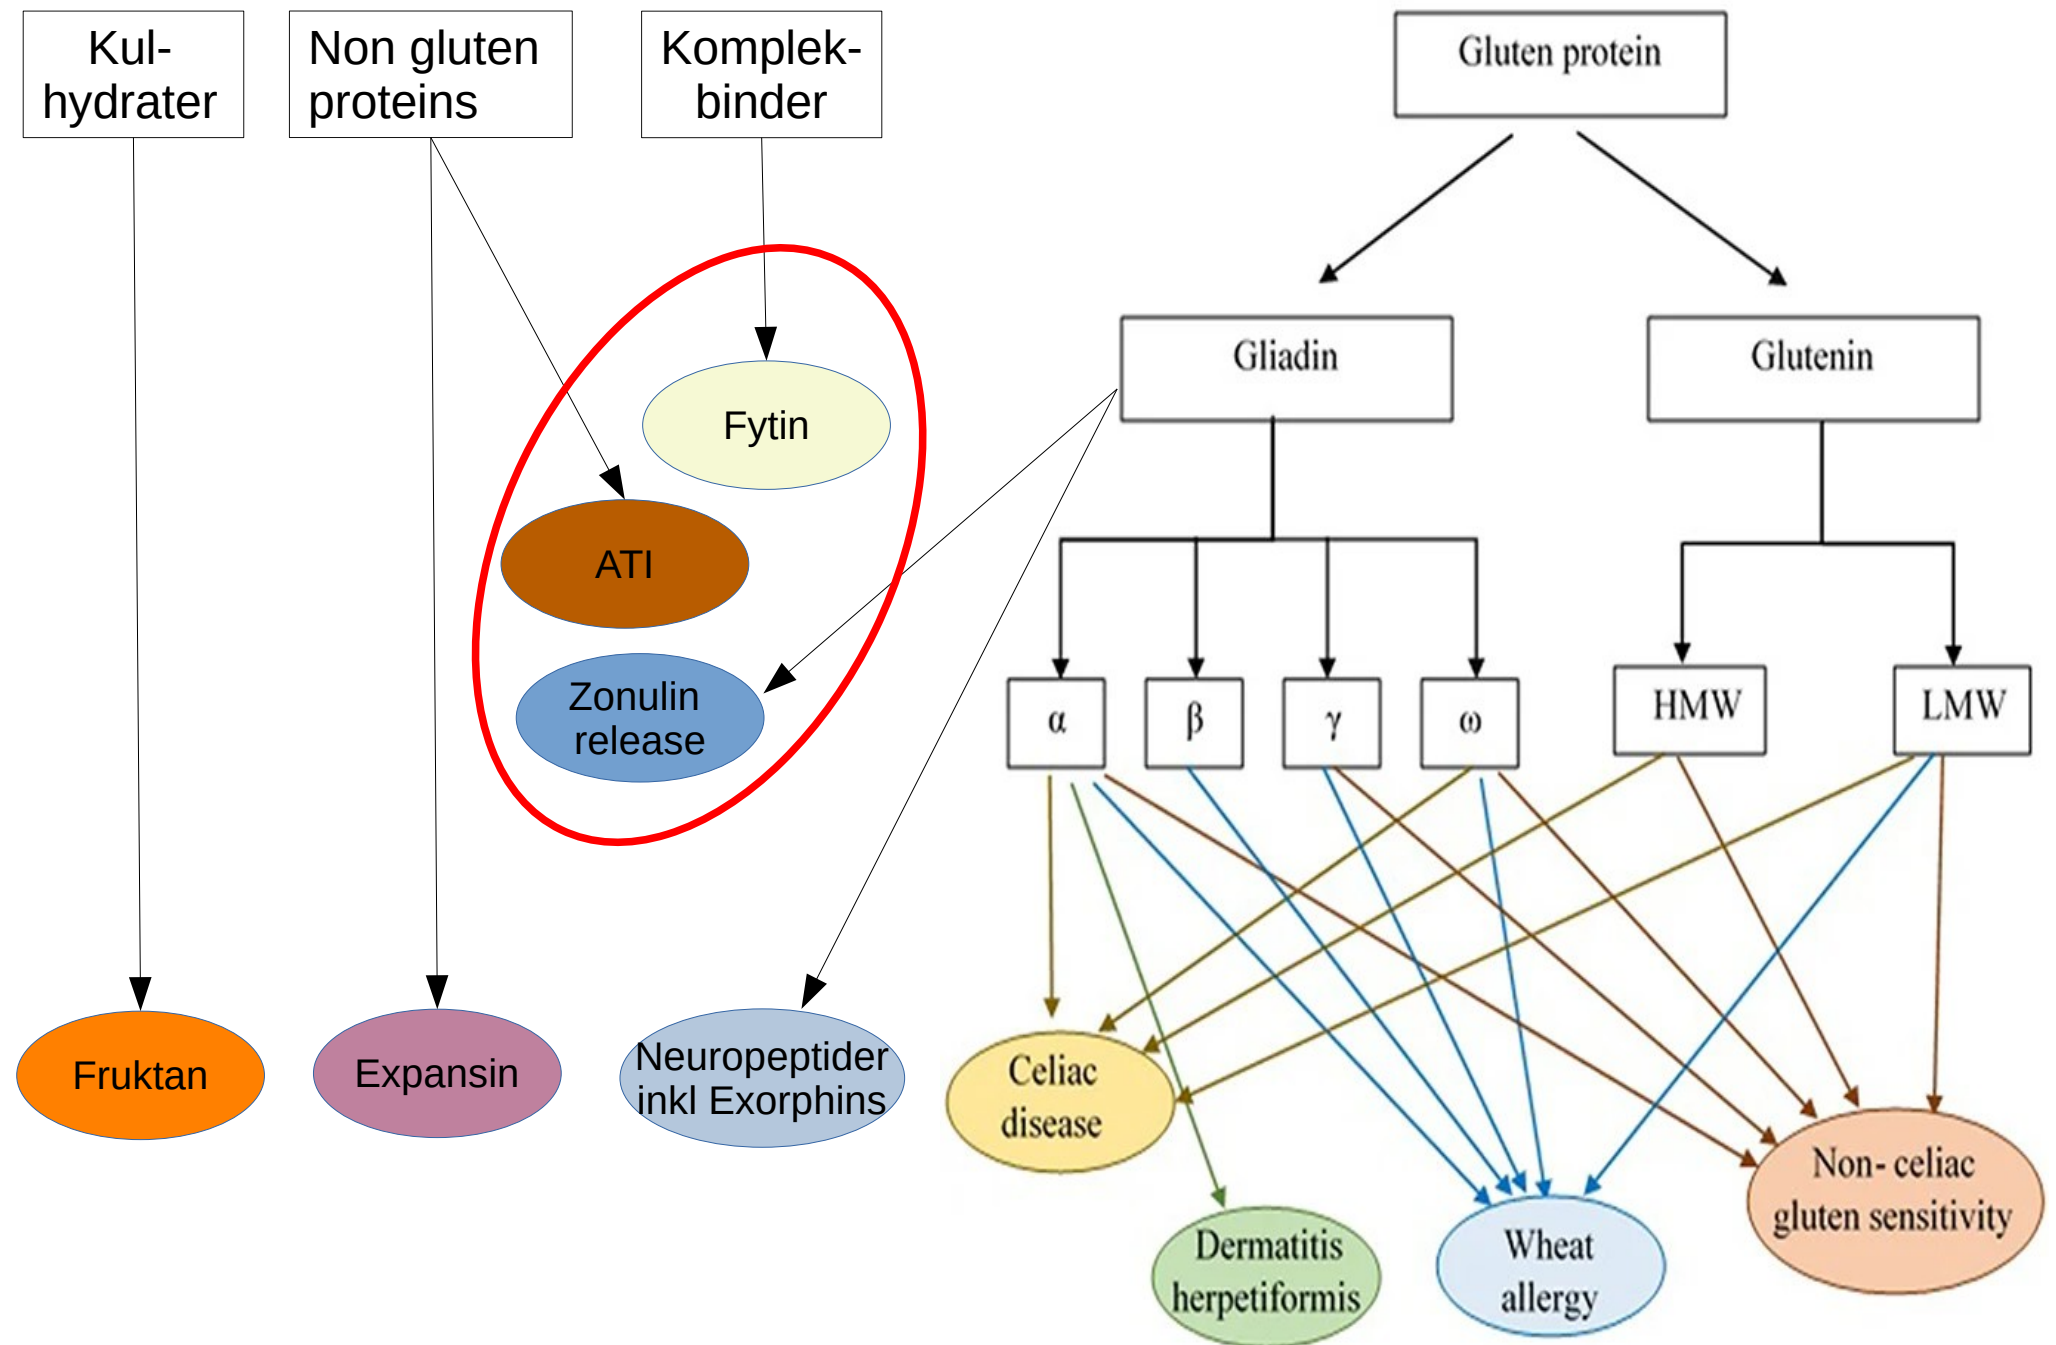 Kul-
hydrater
Non gluten
proteins
Komplek-
binder
Gluten protein
Gliadin
Glutenin
Fytin
ATI
Zonulin
release
α
β
γ
ω
HMW
LMW
Fruktan
Expansin
Neuropeptider
inkl Exorphins
Celiac
disease
Dermatitis
herpetiformis
Wheat
allergy
Non- celiac
gluten sensitivity